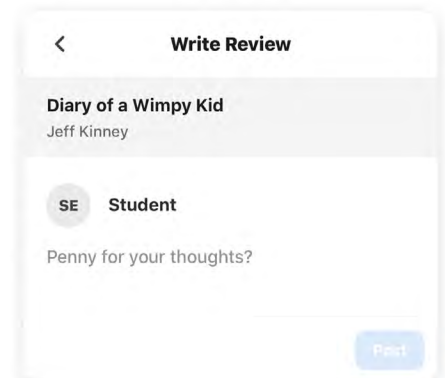 Write Review
Diary of a Wimpy Kid
Jeff Kinney
SE Student
Penny for your thoughts?
Post